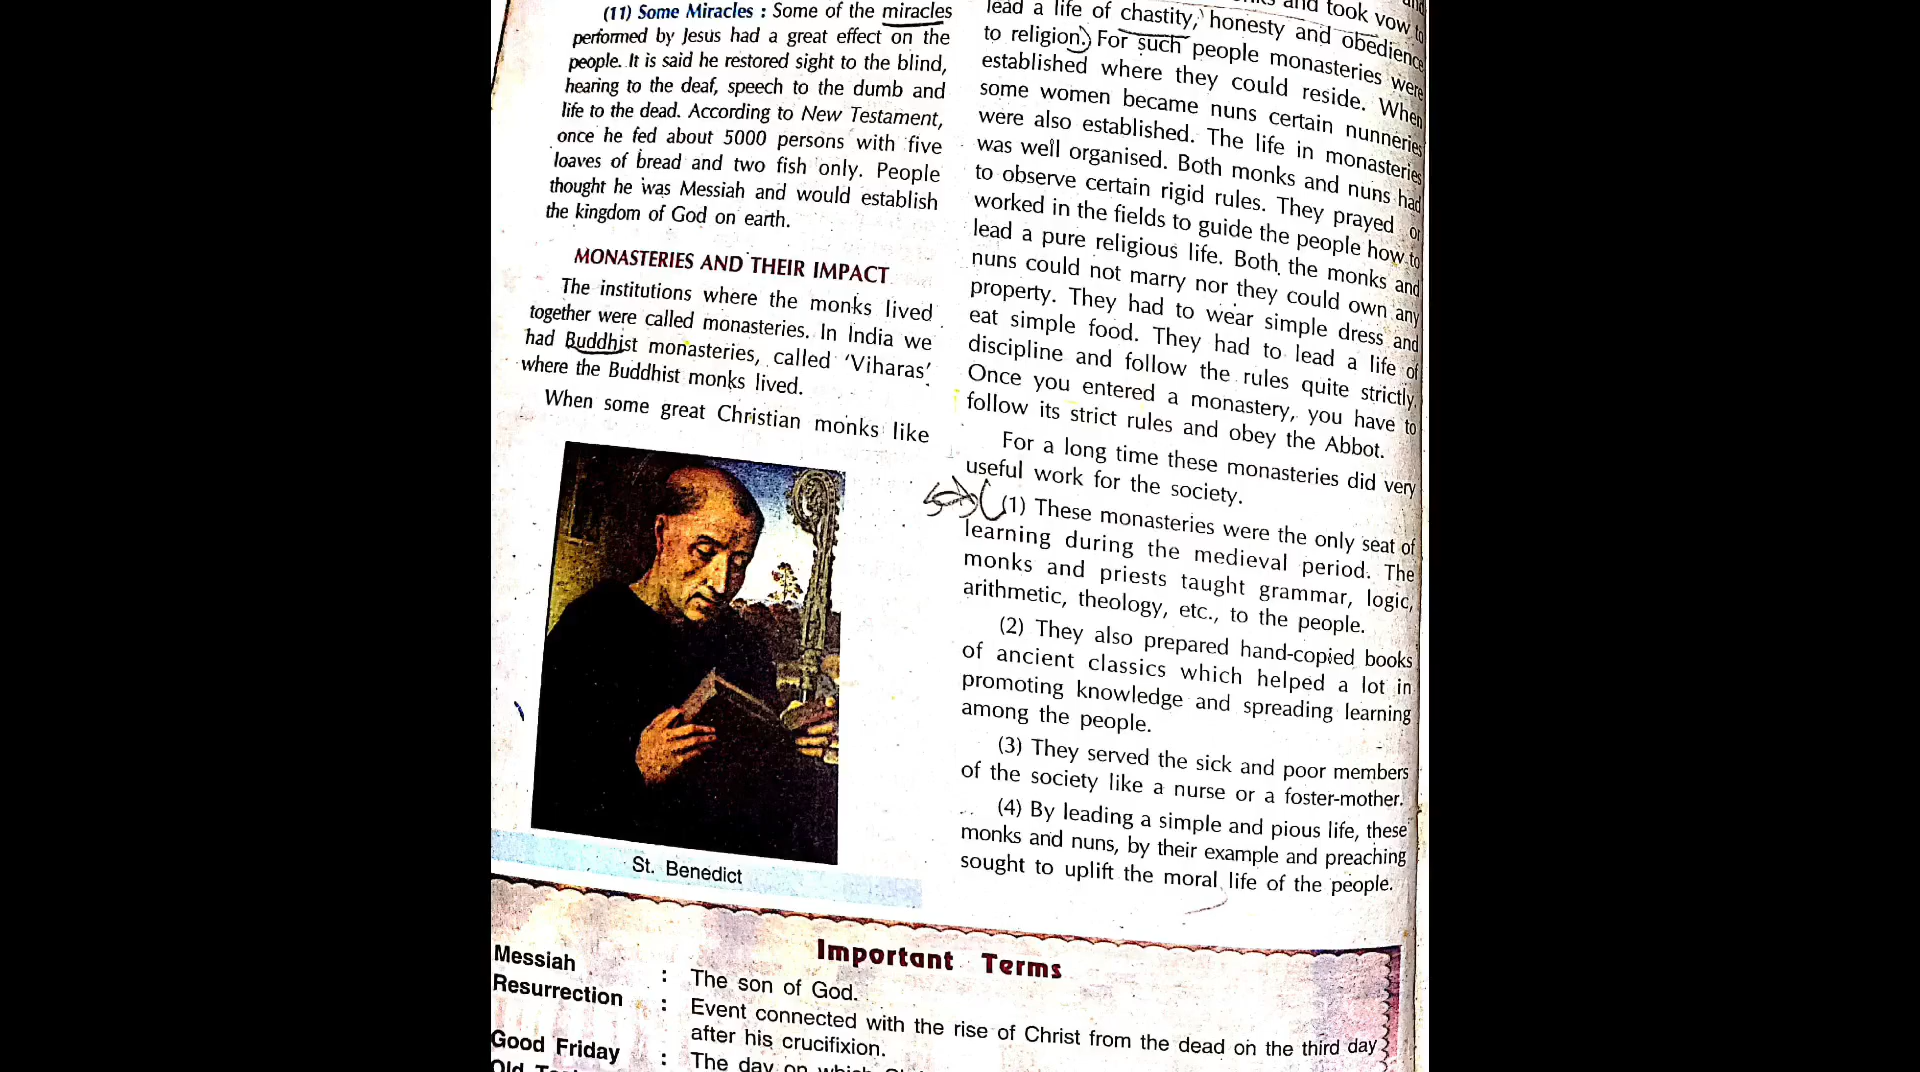 (11) Some Miracles : Some of the miracles
performed by Jesus had a great effect on the
people. It is said he restored sight to the blind,
hearing to the deaf, speech to the dumb and
life to the dead. According to New Testament,
once he fed about 5000 persons with five
loaves of bread and two fish only. People
thought he was Messiah and would establish
the kingdom of God on earth.
MONASTERIES AND THEIR IMPACT
The institutions where the monks lived
together were called monasteries. In India we
had Buddhist monasteries, called ‘Viharas’
where the Buddhist monks lived.
When some great Christian monks like
St. Benedict
and took vow to
lead a life of chastity, honesty and obedience
to religion. For such people monasteries were
established where they could reside. When
some women became nuns certain nunneries
were also established. The life in monasteries
was well organised. Both monks and nuns had
to observe certain rigid rules. They prayed or
worked in the fields to guide the people how to
lead a pure religious life. Both the monks and
nuns could not marry nor they could own any
property. They had to wear simple dress and
eat simple food. They had to lead a life of
discipline and follow the rules quite strictly.
Once you entered a monastery, you have to
follow its strict rules and obey the Abbot.
For a long time these monasteries did very
useful work for the society.
(1) These monasteries were the only seat of
learning during the medieval period. The
monks and priests taught grammar, logic,
arithmetic, theology, etc., to the people.
(2) They also prepared hand-copied books
of ancient classics which helped a lot in
promoting knowledge and spreading learning
among the people.
(3) They served the sick and poor members
of the society like a nurse or a foster-mother.
(4) By leading a simple and pious life, these
monks and nuns, by their example and preaching
sought to uplift the moral life of the people.
Important Terms
Messiah : The son of God.
Resurrection : Event connected with the rise of Christ from the dead on the third day
after his crucifixion.
Good Friday : The day on which
Old